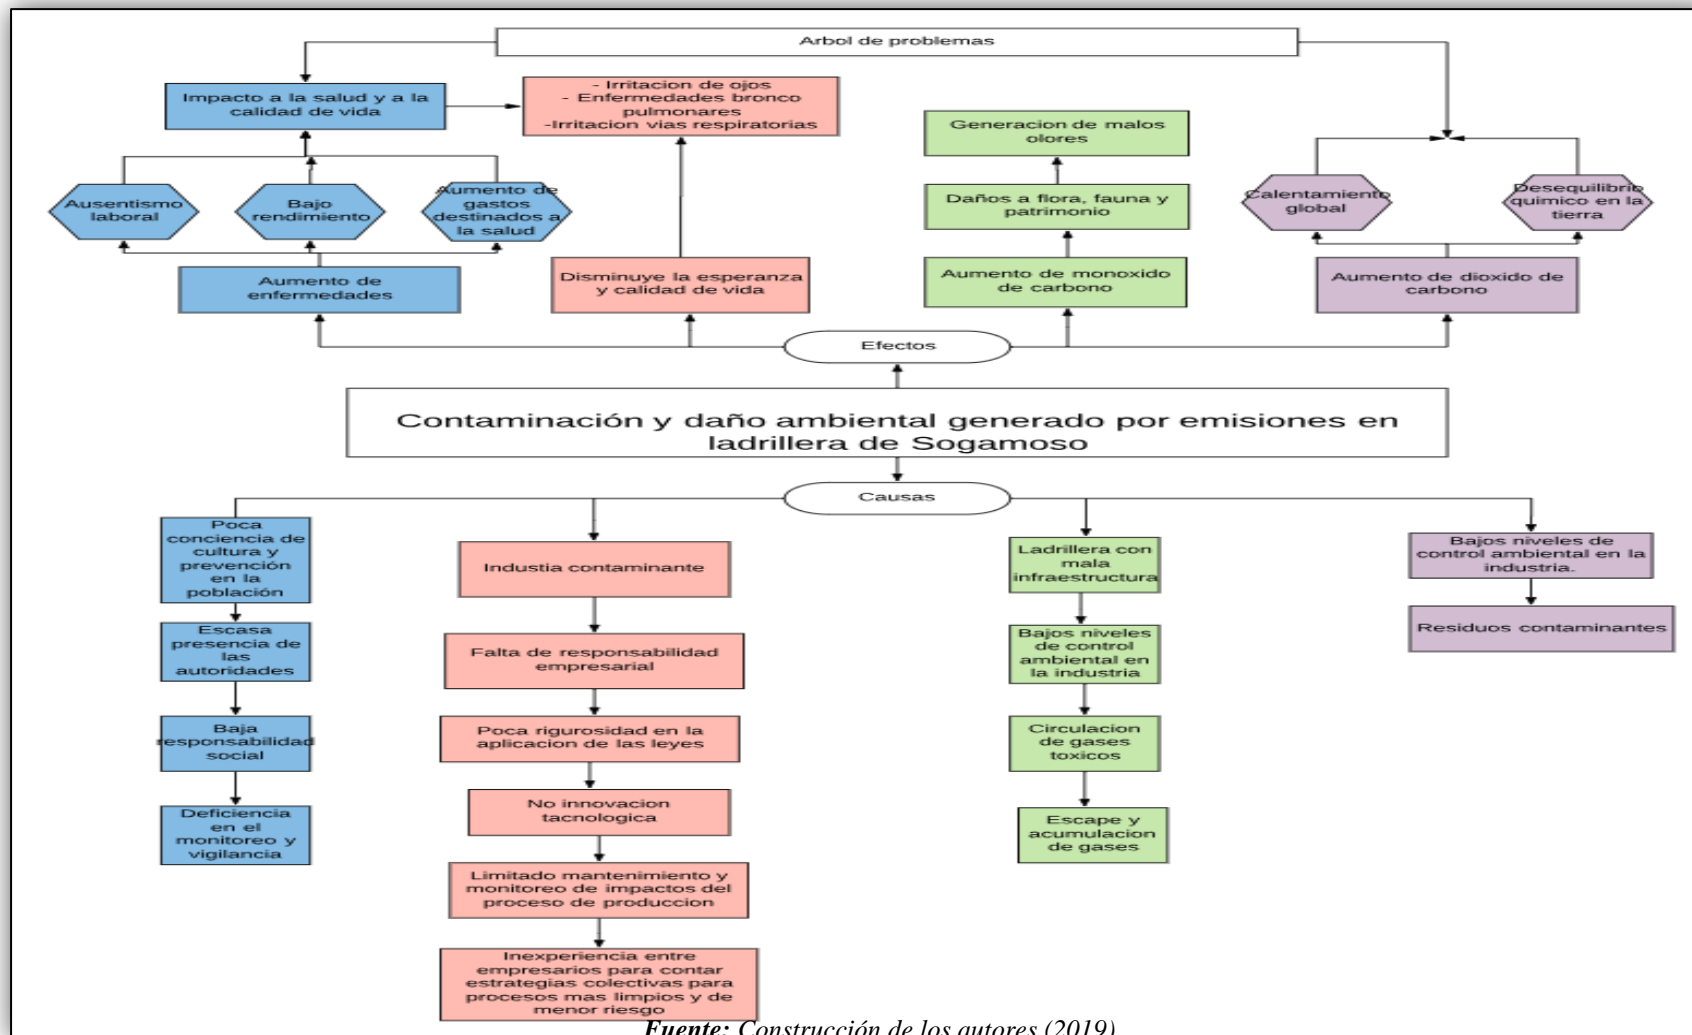 Arbol de problemas
Impacto a la salud y a la
calidad de vida
- Irritacion de ojos
- Enfermedades bronco
pulmonares
-Irritacion vias respiratorias
Generacion de malos
olores
Ausentismo
laboral
Bajo
rendimiento
Aumento de
gastos
destinados a
la salud
Daños a flora, fauna y
patrimonio
Calentamiento
global
Desequilibrio
quimico en la
tierra
Aumento de
enfermedades
Disminuye la esperanza
y calidad de vida
Aumento de monoxido
de carbono
Aumento de dioxido de
carbono
Efectos
Contaminación y daño ambiental generado por emisiones en
ladrillera de Sogamoso
Causas
Poca
conciencia de
cultura y
prevención
en la
población
Escasa
presencia de
las
autoridades
Baja
responsabilidad
social
Deficiencia
en el
monitoreo y
vigilancia
Industia contaminante
Falta de responsabilidad
empresarial
Poca rigurosidad en la
aplicacion de las leyes
No innovacion
tacnologica
Limitado mantenimiento y
monitoreo de impactos del
proceso de produccion
Inexperiencia entre
empresarios para contar
estrategias colectivas para
procesos mas limpios y de
menor riesgo
Ladrillera con
mala
infraestructura
Bajos niveles
de control
ambiental en
la industria
Circulacion
de gases
toxicos
Escape y
acumulacion
de gases
Bajos niveles de
control ambiental en la
industria.
Residuos contaminantes
Fuente: Construcción de los autores (2019)